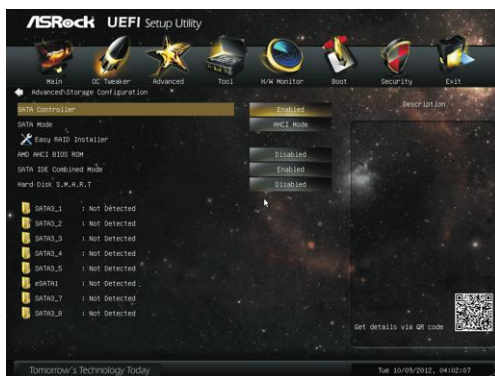 ASRock UEFI Setup Utility
Main OC Tweaker Advanced Tool H/W Monitor Boot Security Exit
Advanced\Storage Configuration
Description
SATA Controller Enabled
SATA Mode AHCI Mode
Easy RAID Installer
AMD AHCI BIOS ROM Disabled
SATA IDE Combined Mode Enabled
Hard Disk S.M.A.R.T Disabled
SATA3_1 : Not Detected
SATA3_2 : Not Detected
SATA3_3 : Not Detected
SATA3_4 : Not Detected
SATA3_5 : Not Detected
eSATA1 : Not Detected
SATA3_7 : Not Detected
SATA3_8 : Not Detected
Get details via QR code
Tomorrow's Technology Today
Tue 10/09/2012, 04:02:07